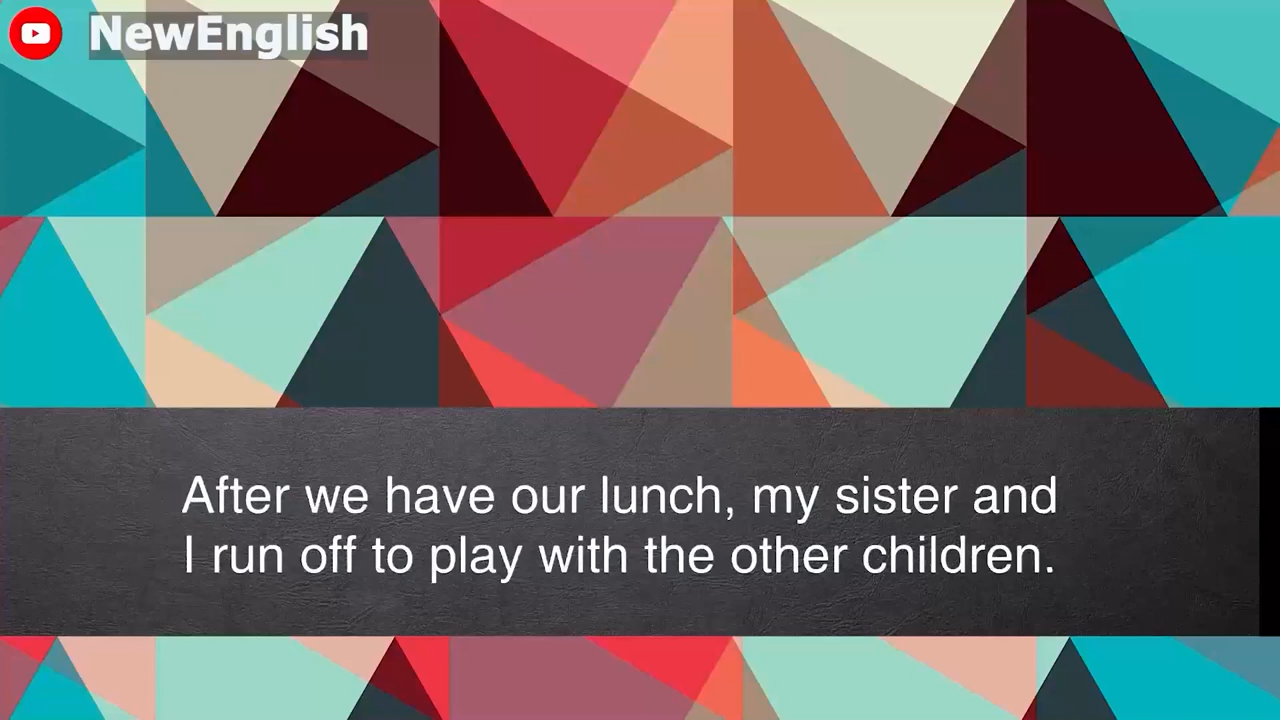 NewEnglish
After we have our lunch, my sister and
I run off to play with the other children.